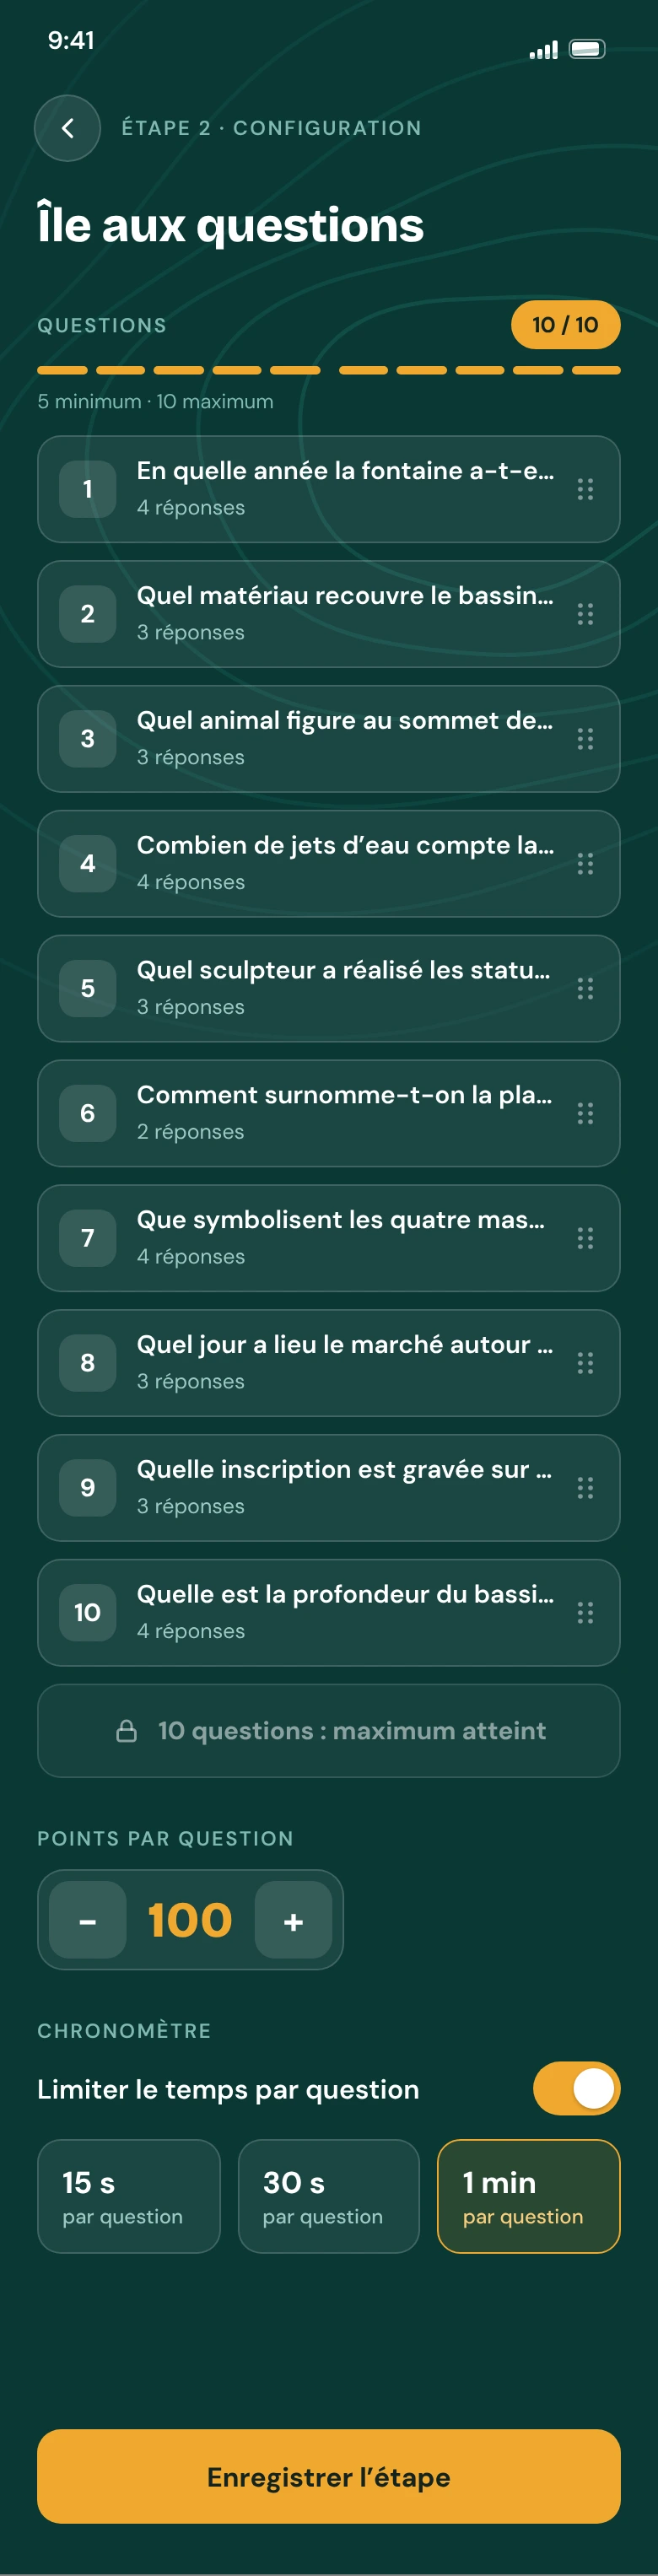 9:41
ÉTAPE 2 · CONFIGURATION
Île aux questions
QUESTIONS
10 / 10
5 minimum · 10 maximum
1
En quelle année la fontaine a-t-e...
4 réponses
2
Quel matériau recouvre le bassin...
3 réponses
3
Quel animal figure au sommet de...
3 réponses
4
Combien de jets d’eau compte la...
4 réponses
5
Quel sculpteur a réalisé les statu...
3 réponses
6
Comment surnomme-t-on la pla...
2 réponses
7
Que symbolisent les quatre mas...
4 réponses
8
Quel jour a lieu le marché autour ...
3 réponses
9
Quelle inscription est gravée sur ...
3 réponses
10
Quelle est la profondeur du bassi...
4 réponses
10 questions : maximum atteint
POINTS PAR QUESTION
- 100 +
CHRONOMÈTRE
Limiter le temps par question
15 s
par question
30 s
par question
1 min
par question
Enregistrer l’étape